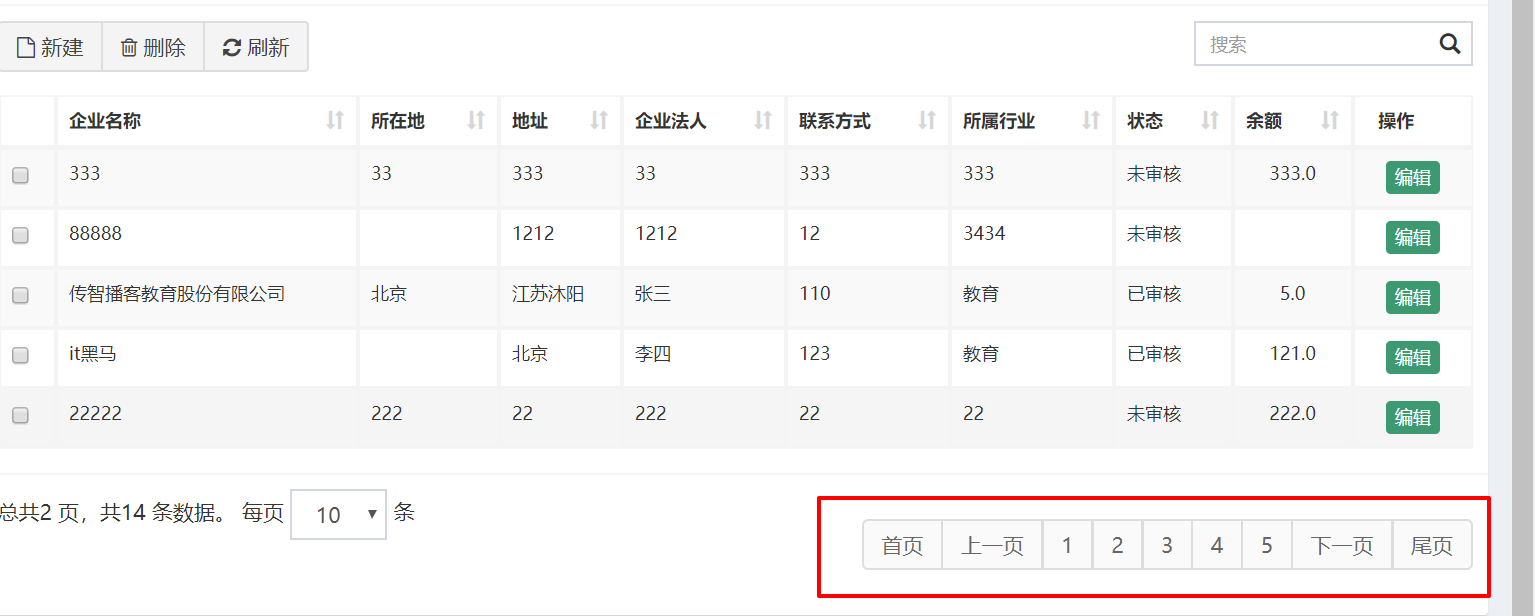 新建 删除 刷新 搜索
企业名称 所在地 地址 企业法人 联系方式 所属行业 状态 余额 操作
333 33 333 33 333 333 未审核 333.0 编辑
88888 1212 1212 12 3434 未审核 编辑
传智播客教育股份有限公司 北京 江苏沐阳 张三 110 教育 已审核 5.0 编辑
it黑马 北京 李四 123 教育 已审核 121.0 编辑
22222 222 22 222 22 22 未审核 222.0 编辑
总共2 页，共14 条数据。 每页 10 条
首页 上一页 1 2 3 4 5 下一页 尾页